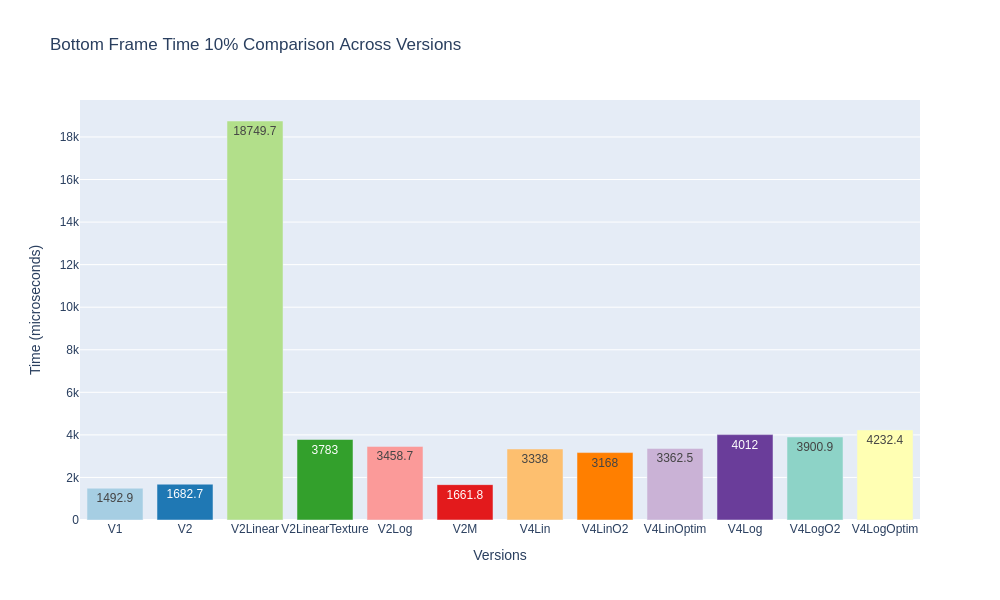 Bottom Frame Time 10% Comparison Across Versions
18k
16k
14k
12k
10k
8k
6k
4k
2k
0
Time (microseconds)
1492.9
1682.7
18749.7
3783
3458.7
1661.8
3338
3168
3362.5
4012
3900.9
4232.4
V1
V2
V2Linear
V2LinearTexture
V2Log
V2M
V4Lin
V4LinO2
V4LinOptim
V4Log
V4LogO2
V4LogOptim
Versions